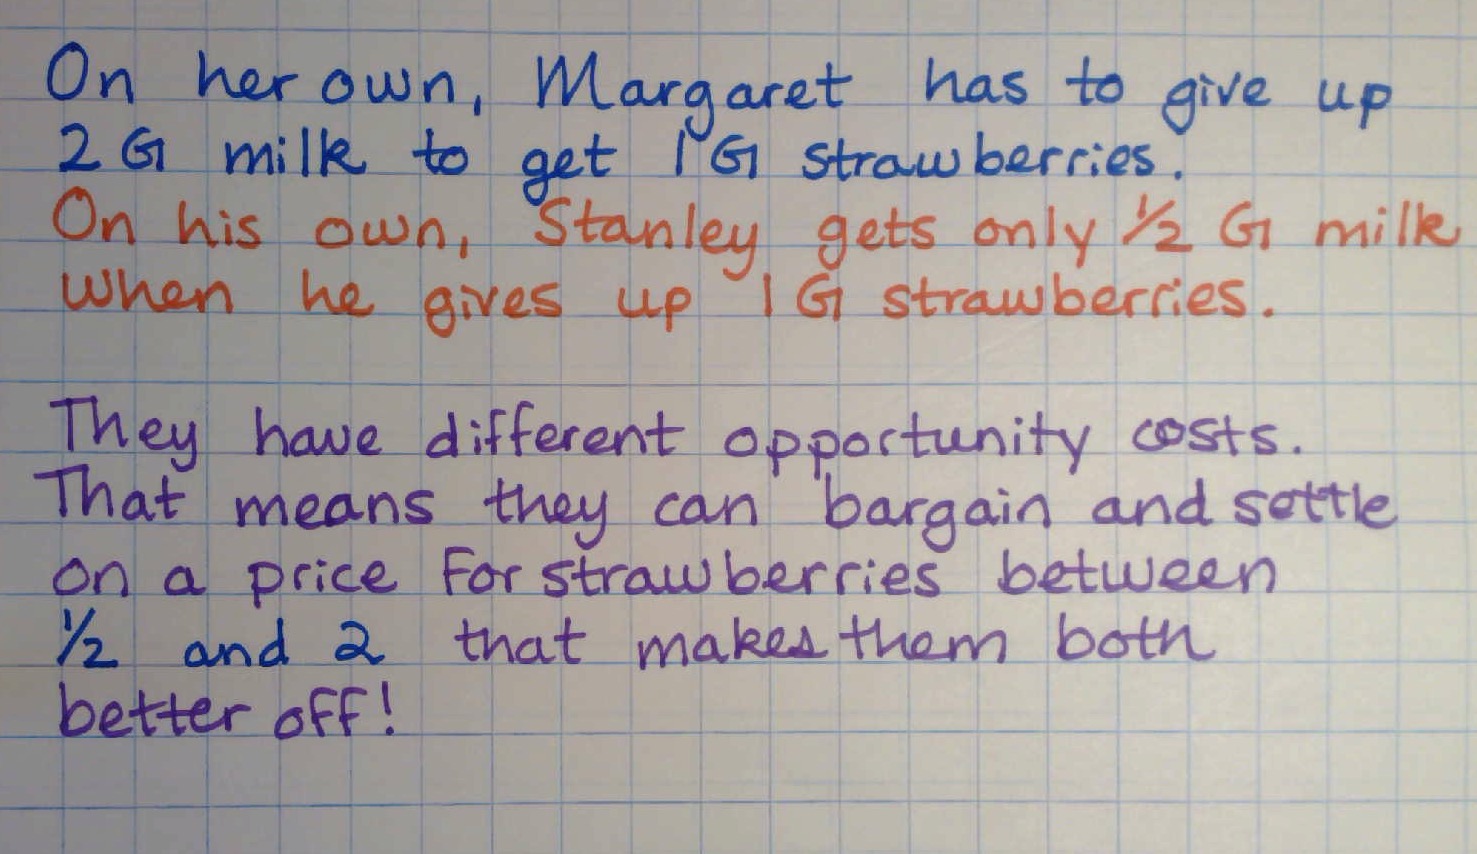 On her own, Margaret has to give up
2 G milk to get 1 G strawberries.
On his own, Stanley gets only 1/2 G milk
when he gives up 1 G strawberries.
They have different opportunity costs.
That means they can bargain and settle
on a price for strawberries between
1/2 and 2 that makes them both
better off!